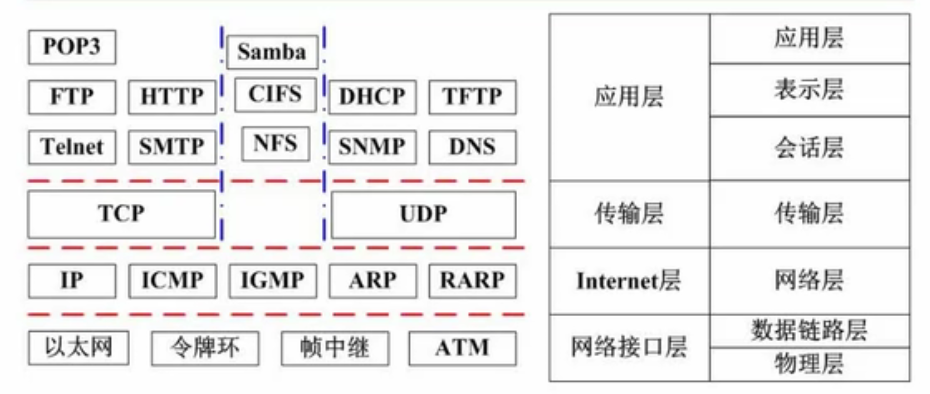 POP3
Samba
FTP HTTP CIFS DHCP TFTP
Telnet SMTP NFS SNMP DNS
TCP UDP
IP ICMP IGMP ARP RARP
以太网 令牌环 帧中继 ATM
应用层 应用层
表示层
会话层
传输层 传输层
Internet层 网络层
网络接口层 数据链路层
物理层